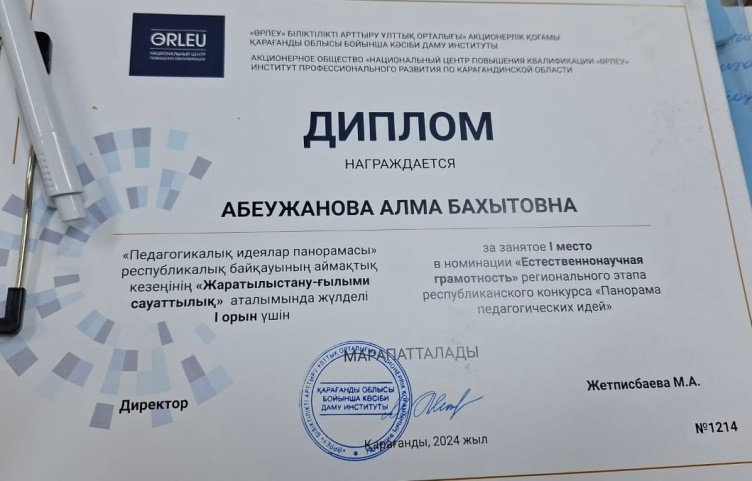 ӨRLEU
НАЦИОНАЛЬНЫЙ ЦЕНТР
ПОВЫШЕНИЯ КВАЛИФИКАЦИИ
«ӨРЛЕУ» БІЛІКТІЛІКТІ АРТТЫРУ ҰЛТТЫҚ ОРТАЛЫҒЫ» АКЦИОНЕРЛІК ҚОҒАМЫ
ҚАРАҒАНДЫ ОБЛЫСЫ БОЙЫНША КӘСІБИ ДАМУ ИНСТИТУТЫ
АКЦИОНЕРНОЕ ОБЩЕСТВО «НАЦИОНАЛЬНЫЙ ЦЕНТР ПОВЫШЕНИЯ КВАЛИФИКАЦИИ «ӨРЛЕУ»
ИНСТИТУТ ПРОФЕССИОНАЛЬНОГО РАЗВИТИЯ ПО КАРАГАНДИНСКОЙ ОБЛАСТИ
ДИПЛОМ
НАГРАЖДАЕТСЯ
АБЕУЖАНОВА АЛМА БАХЫТОВНА
«Педагогикалық идеялар панорамасы»
республикалық байқауының аймақтық
кезеңінің «Жаратылыстану-ғылыми
сауаттылық» аталымында жүлделі
I орын үшін
за занятое I место
в номинации «Естественнонаучная
грамотность» регионального этапа
республиканского конкурса «Панорама
педагогических идей»
МАРАПАТТАЛАДЫ
ҚАРАҒАНДЫ ОБЛЫСЫ
БОЙЫНША КӘСІБИ
ДАМУ ИНСТИТУТЫ
Директор
Жетписбаева М.А.
Қарағанды, 2024 жыл
№1214